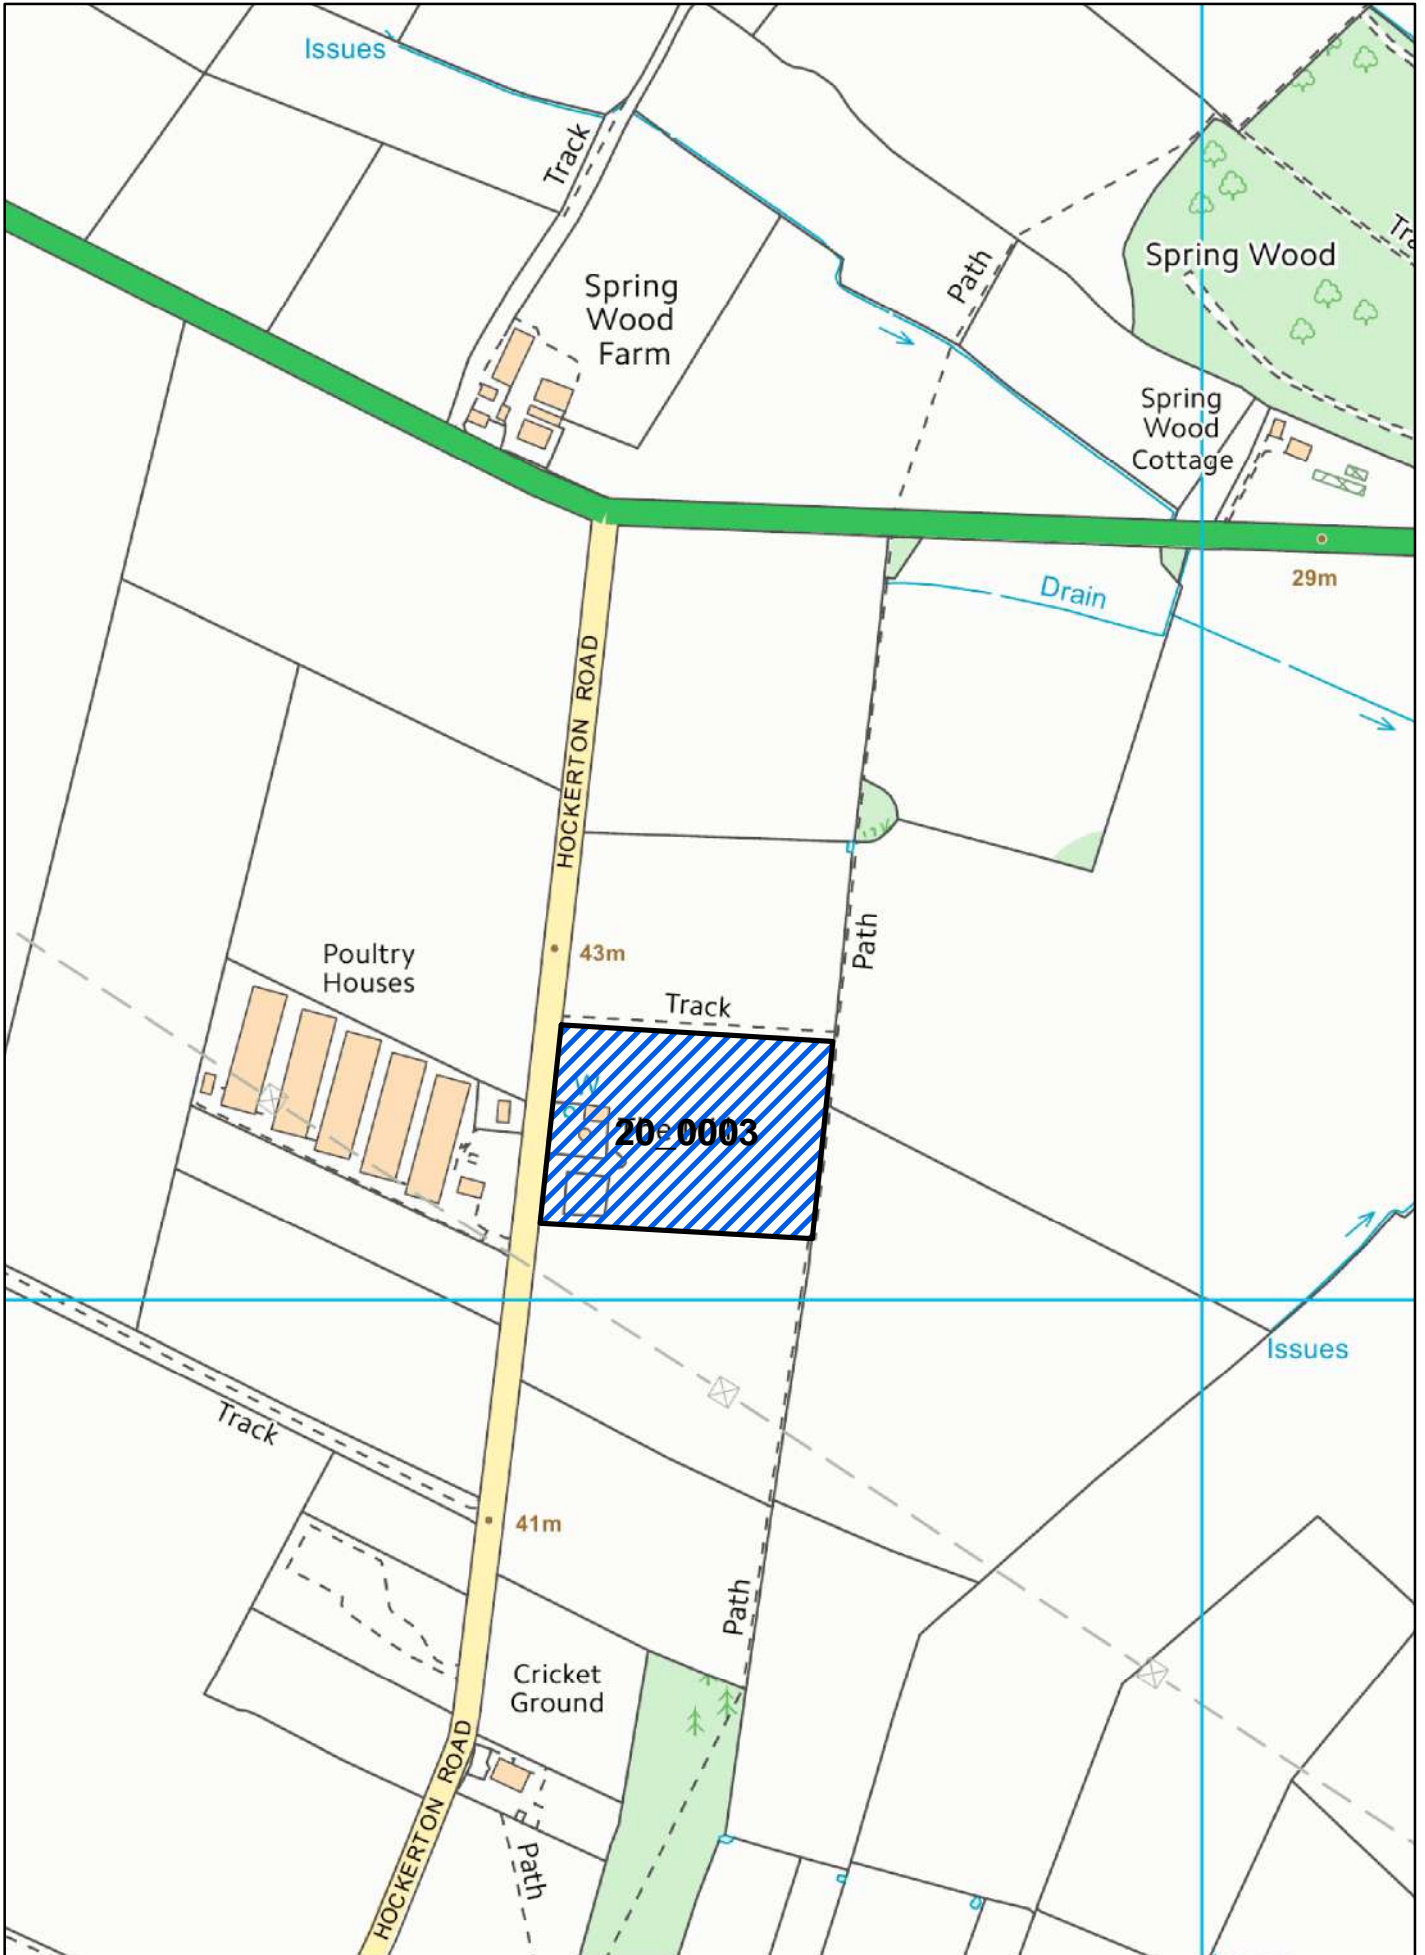 Issues
Track
Spring
Wood
Farm
Path
Spring Wood
Spring
Wood
Cottage
29m
Drain
HOCKERTON ROAD
43m
Poultry
Houses
Path
Track
W
20_0003
Issues
Track
41m
Path
Cricket
Ground
HOCKERTON ROAD
Path